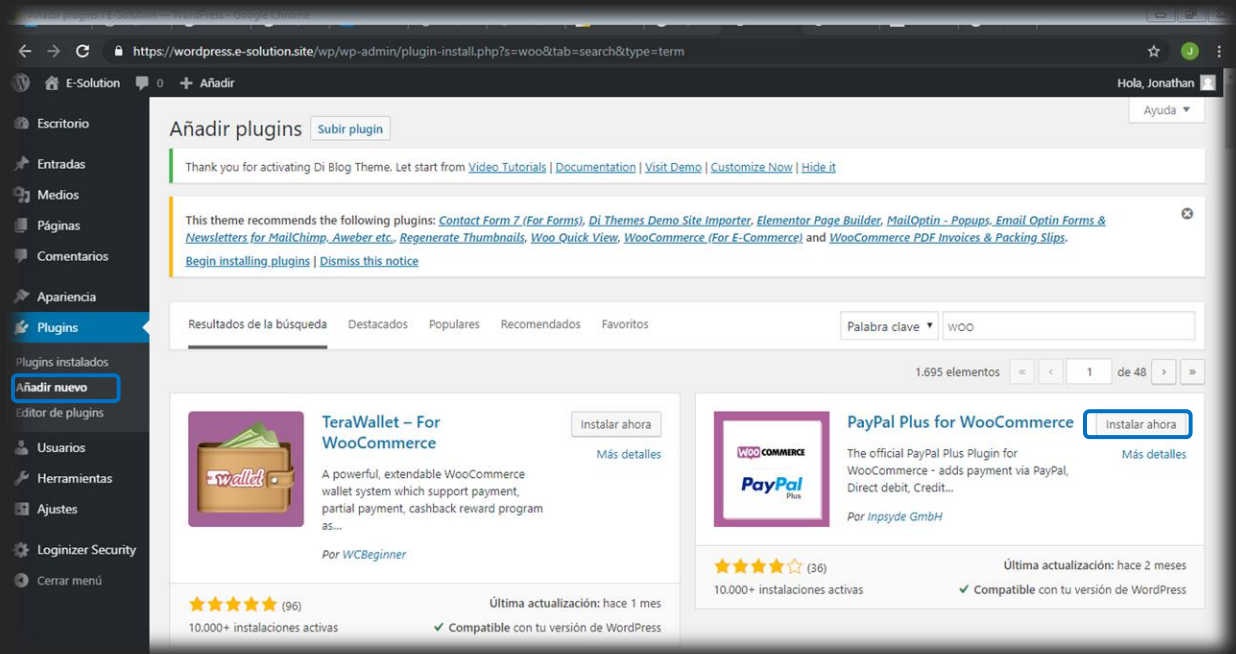 Añadir plugins ‹ E-Solution — WordPress - Google Chrome
https://wordpress.e-solution.site/wp/wp-admin/plugin-install.php?s=woo&tab=search&type=term
J
E-Solution 0 + Añadir
Hola, Jonathan
Ayuda ▼
Escritorio
Entradas
Medios
Páginas
Comentarios
Apariencia
Plugins
Plugins instalados
Añadir nuevo
Editor de plugins
Usuarios
Herramientas
Ajustes
Loginizer Security
Cerrar menú
Añadir plugins
Subir plugin
Thank you for activating Di Blog Theme. Let start from Video Tutorials | Documentation | Visit Demo | Customize Now | Hide it
This theme recommends the following plugins: Contact Form 7 (For Forms), Di Themes Demo Site Importer, Elementor Page Builder, MailOptin - Popups, Email Optin Forms &
Newsletters for MailChimp, Aweber etc., Regenerate Thumbnails, Woo Quick View, WooCommerce (For E-Commerce) and WooCommerce PDF Invoices & Packing Slips.
Begin installing plugins | Dismiss this notice
Resultados de la búsqueda Destacados Populares Recomendados Favoritos
Palabra clave ▼ woo
1.695 elementos « ‹ 1 de 48 › »
wallet
TeraWallet – For
WooCommerce
Instalar ahora
Más detalles
A powerful, extendable WooCommerce
wallet system which support payment,
partial payment, cashback reward program
as...
Por WCBeginner
(96)
10.000+ instalaciones activas
Última actualización: hace 1 mes
✔ Compatible con tu versión de WordPress
WOO COMMERCE
PayPal
Plus
PayPal Plus for WooCommerce
Instalar ahora
Más detalles
The official PayPal Plus Plugin for
WooCommerce - adds payment via PayPal,
Direct debit, Credit...
Por Inpsyde GmbH
(36)
10.000+ instalaciones activas
Última actualización: hace 2 meses
✔ Compatible con tu versión de WordPress